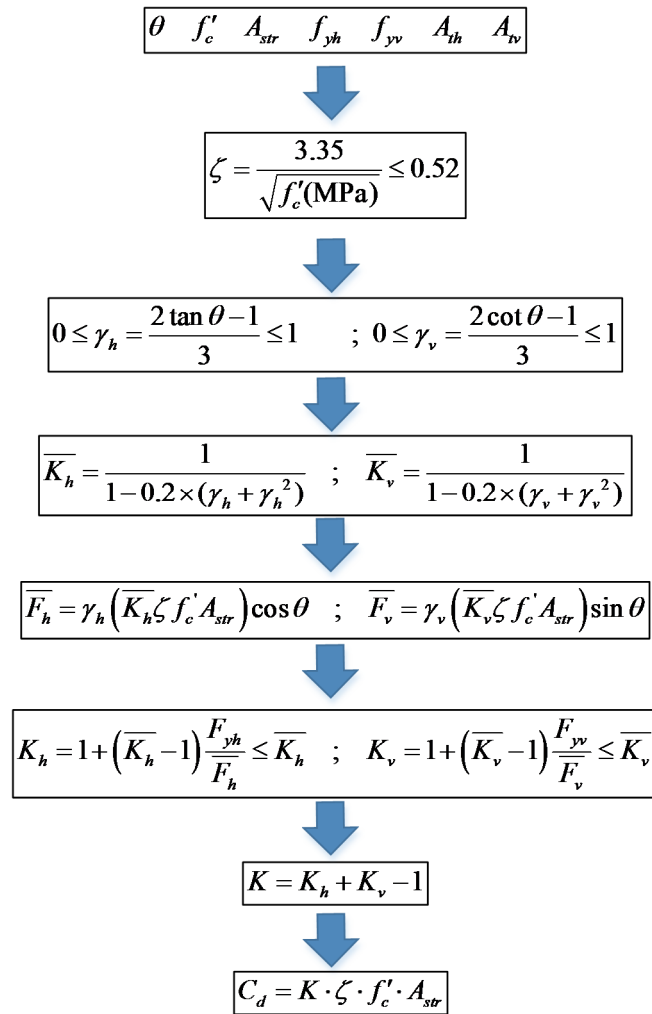 θ f′c Astr fyh fyv Ath Atv
ζ = 3.35 / √f′c(MPa) ≤ 0.52
0 ≤ γh = (2 tan θ − 1) / 3 ≤ 1 ; 0 ≤ γv = (2 cot θ − 1) / 3 ≤ 1
K̅h = 1 / (1 − 0.2 × (γh + γh²)) ; K̅v = 1 / (1 − 0.2 × (γv + γv²))
F̅h = γh (K̅h ζ f'c Astr) cos θ ; F̅v = γv (K̅v ζ f'c Astr) sin θ
Kh = 1 + (K̅h − 1) Fyh / F̅h ≤ K̅h ; Kv = 1 + (K̅v − 1) Fyv / F̅v ≤ K̅v
K = Kh + Kv − 1
Cd = K · ζ · f′c · Astr